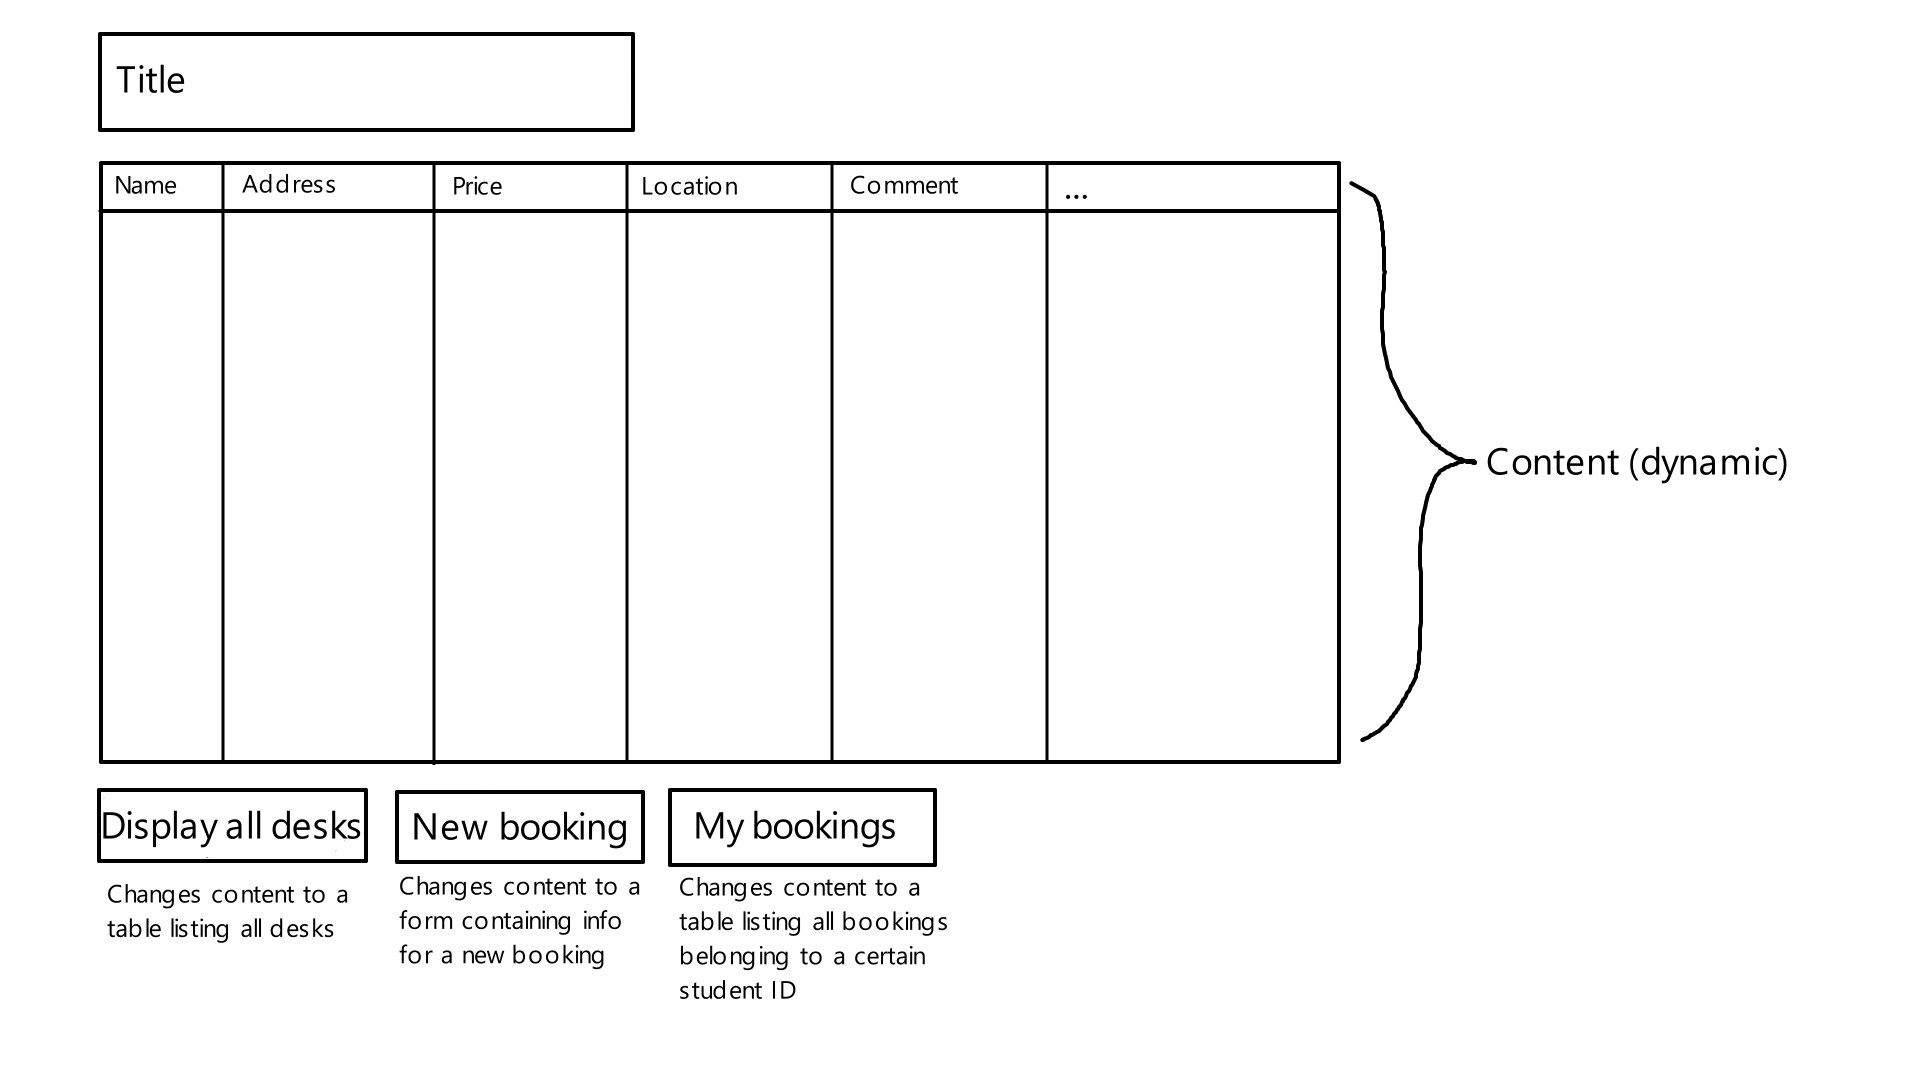 Title
Name Address Price Location Comment ...
Content (dynamic)
Display all desks
Changes content to a
table listing all desks
New booking
Changes content to a
form containing info
for a new booking
My bookings
Changes content to a
table listing all bookings
belonging to a certain
student ID